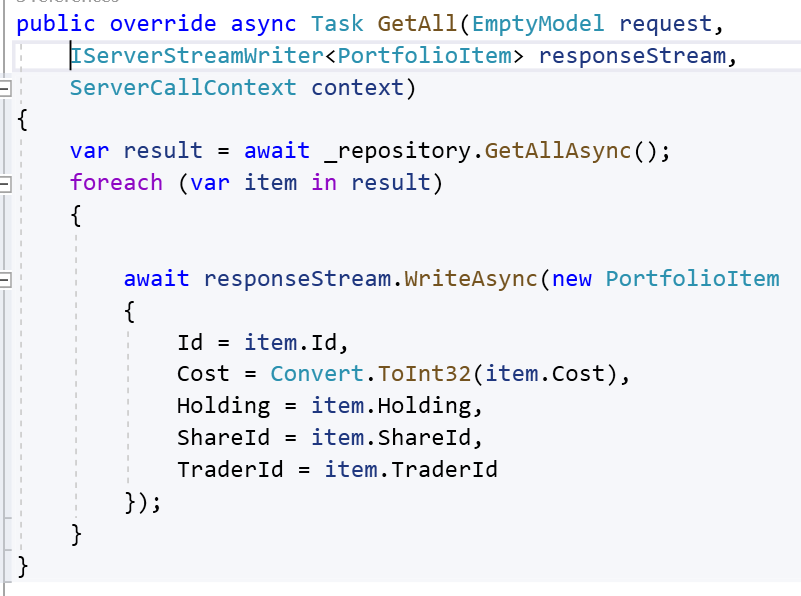 public override async Task GetAll(EmptyModel request,
IServerStreamWriter<PortfolioItem> responseStream,
ServerCallContext context)
{
var result = await _repository.GetAllAsync();
foreach (var item in result)
{
await responseStream.WriteAsync(new PortfolioItem
{
Id = item.Id,
Cost = Convert.ToInt32(item.Cost),
Holding = item.Holding,
ShareId = item.ShareId,
TraderId = item.TraderId
});
}
}